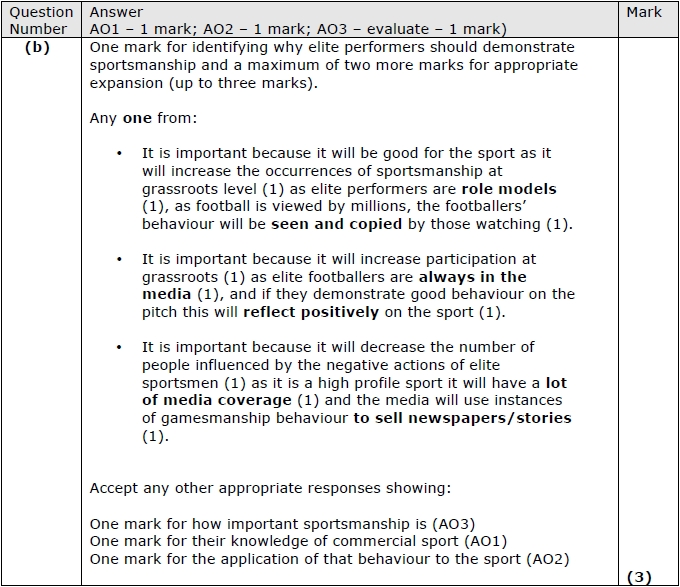 Question Number
Answer
AO1 – 1 mark; AO2 – 1 mark; AO3 – evaluate – 1 mark)
Mark
(b)
One mark for identifying why elite performers should demonstrate
sportsmanship and a maximum of two more marks for appropriate
expansion (up to three marks).
Any one from:
• It is important because it will be good for the sport as it
will increase the occurrences of sportsmanship at
grassroots level (1) as elite performers are role models
(1), as football is viewed by millions, the footballers’
behaviour will be seen and copied by those watching (1).
• It is important because it will increase participation at
grassroots (1) as elite footballers are always in the
media (1), and if they demonstrate good behaviour on the
pitch this will reflect positively on the sport (1).
• It is important because it will decrease the number of
people influenced by the negative actions of elite
sportsmen (1) as it is a high profile sport it will have a lot
of media coverage (1) and the media will use instances
of gamesmanship behaviour to sell newspapers/stories
(1).
Accept any other appropriate responses showing:
One mark for how important sportsmanship is (AO3)
One mark for their knowledge of commercial sport (AO1)
One mark for the application of that behaviour to the sport (AO2)
(3)